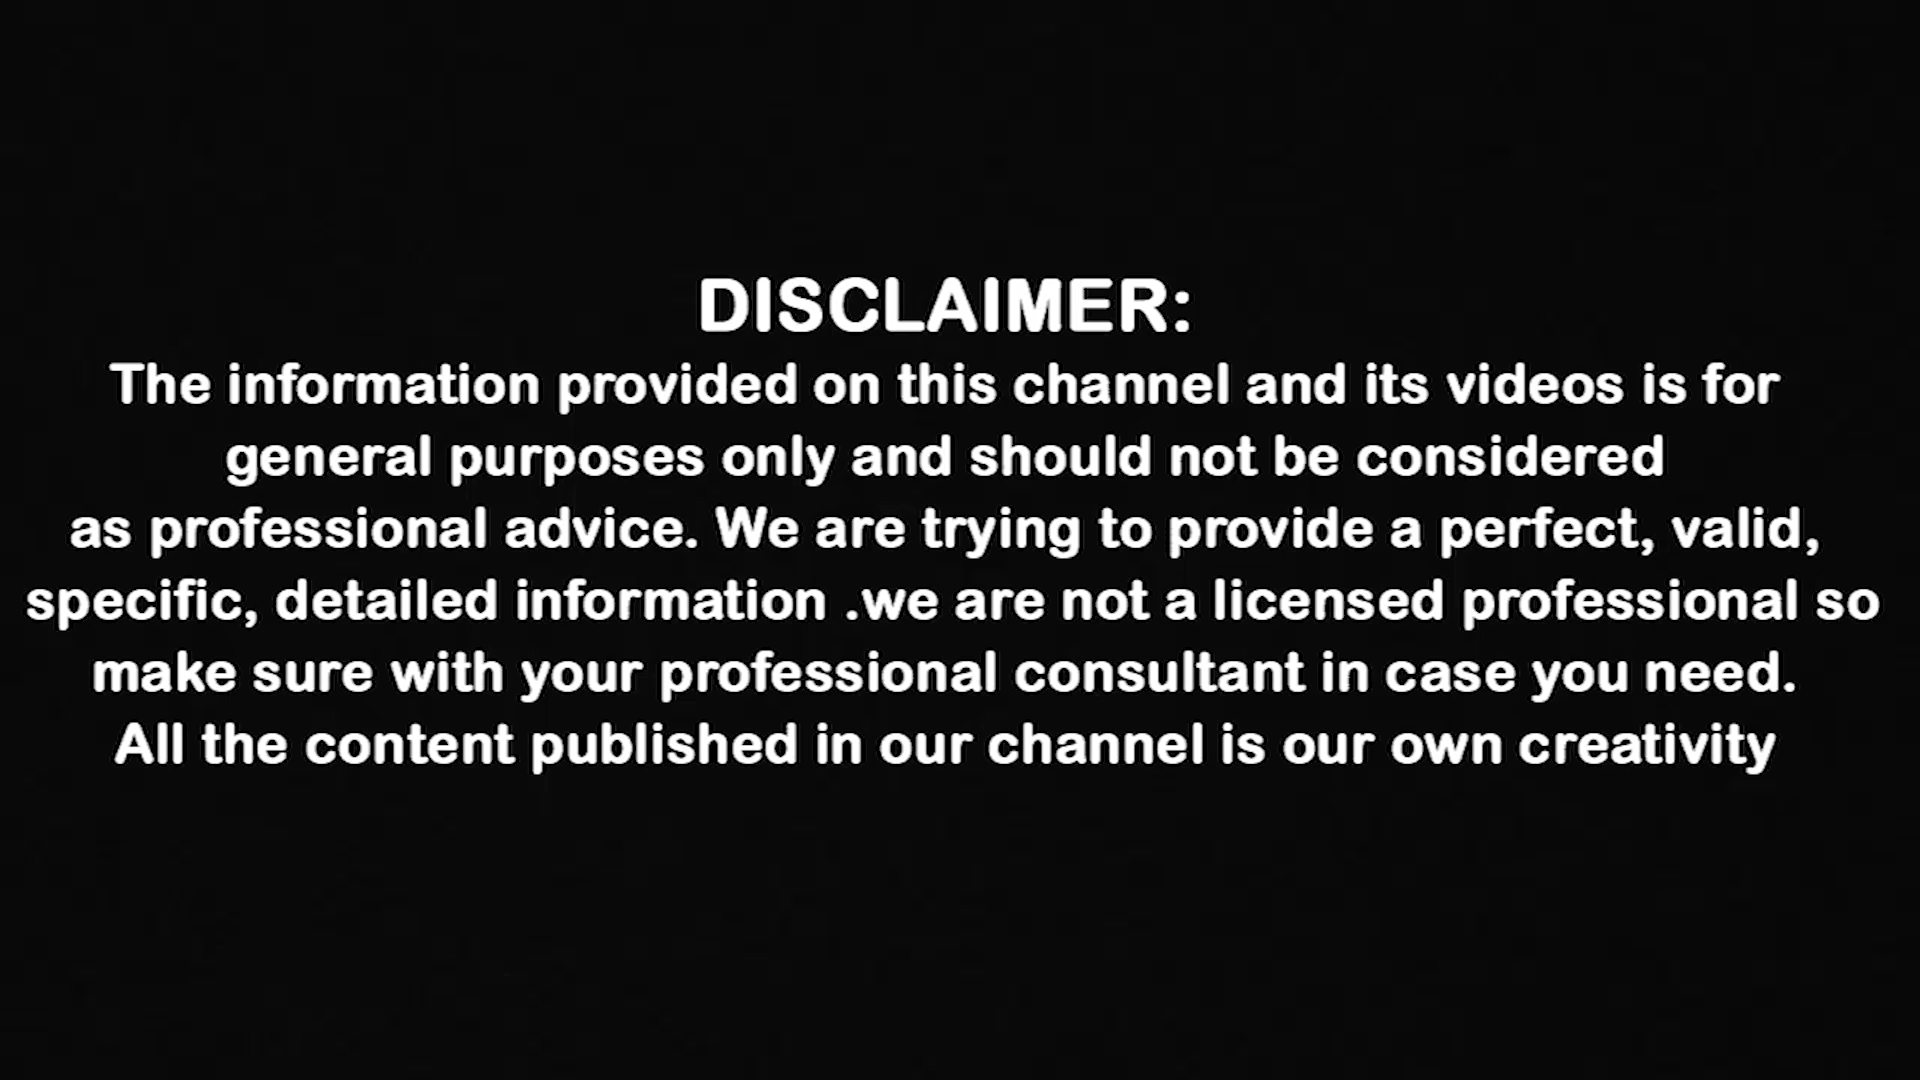 DISCLAIMER:
The information provided on this channel and its videos is for
general purposes only and should not be considered
as professional advice. We are trying to provide a perfect, valid,
specific, detailed information .we are not a licensed professional so
make sure with your professional consultant in case you need.
All the content published in our channel is our own creativity